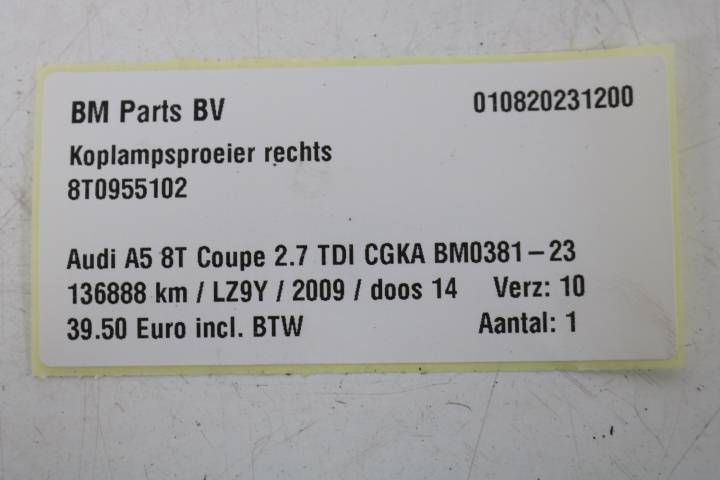 BM Parts BV 010820231200
Koplampsproeier rechts
8T0955102
Audi A5 8T Coupe 2.7 TDI CGKA BM0381-23
136888 km / LZ9Y / 2009 / doos 14 Verz: 10
39.50 Euro incl. BTW Aantal: 1